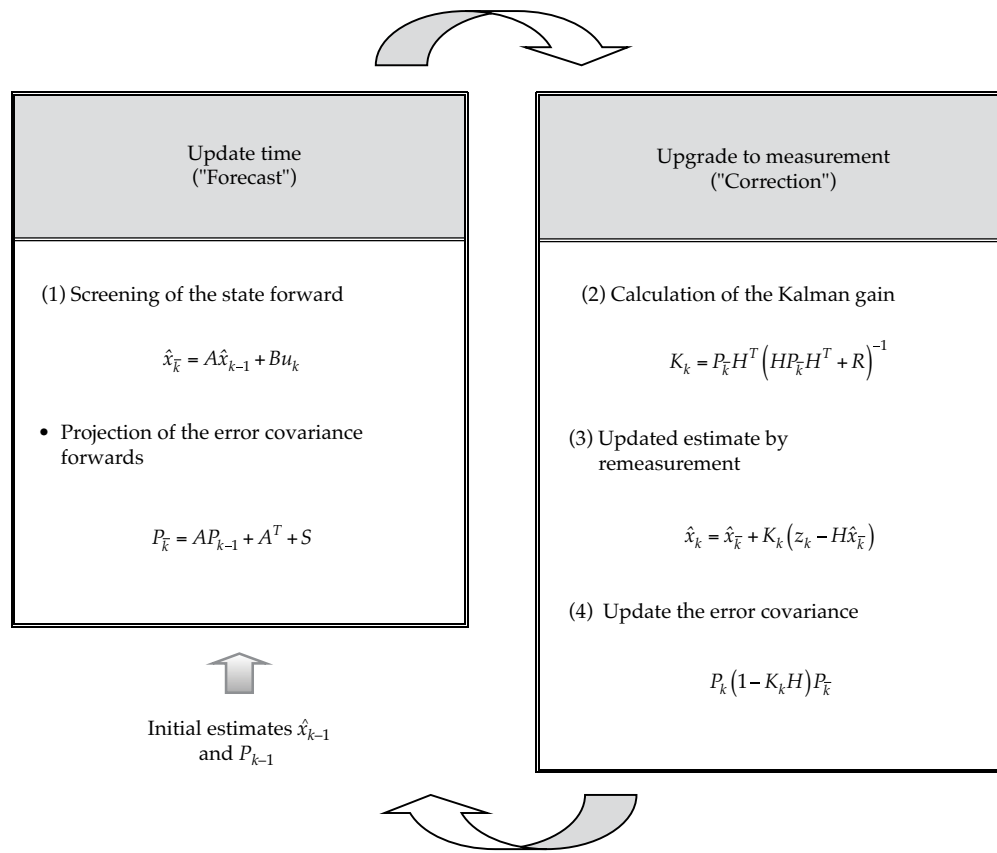 Update time
("Forecast")
(1) Screening of the state forward
x̂_k̄ = Ax̂_{k–1} + Bu_k
• Projection of the error covariance
forwards
P_k̄ = AP_{k–1} + A^T + S
Initial estimates x̂_{k–1}
and P_{k–1}
Upgrade to measurement
("Correction")
(2) Calculation of the Kalman gain
K_k = P_k̄ H^T (HP_k̄ H^T + R)^{–1}
(3) Updated estimate by
remeasurement
x̂_k = x̂_k̄ + K_k (z_k – Hx̂_k̄)
(4) Update the error covariance
P_k (1 – K_k H) P_k̄